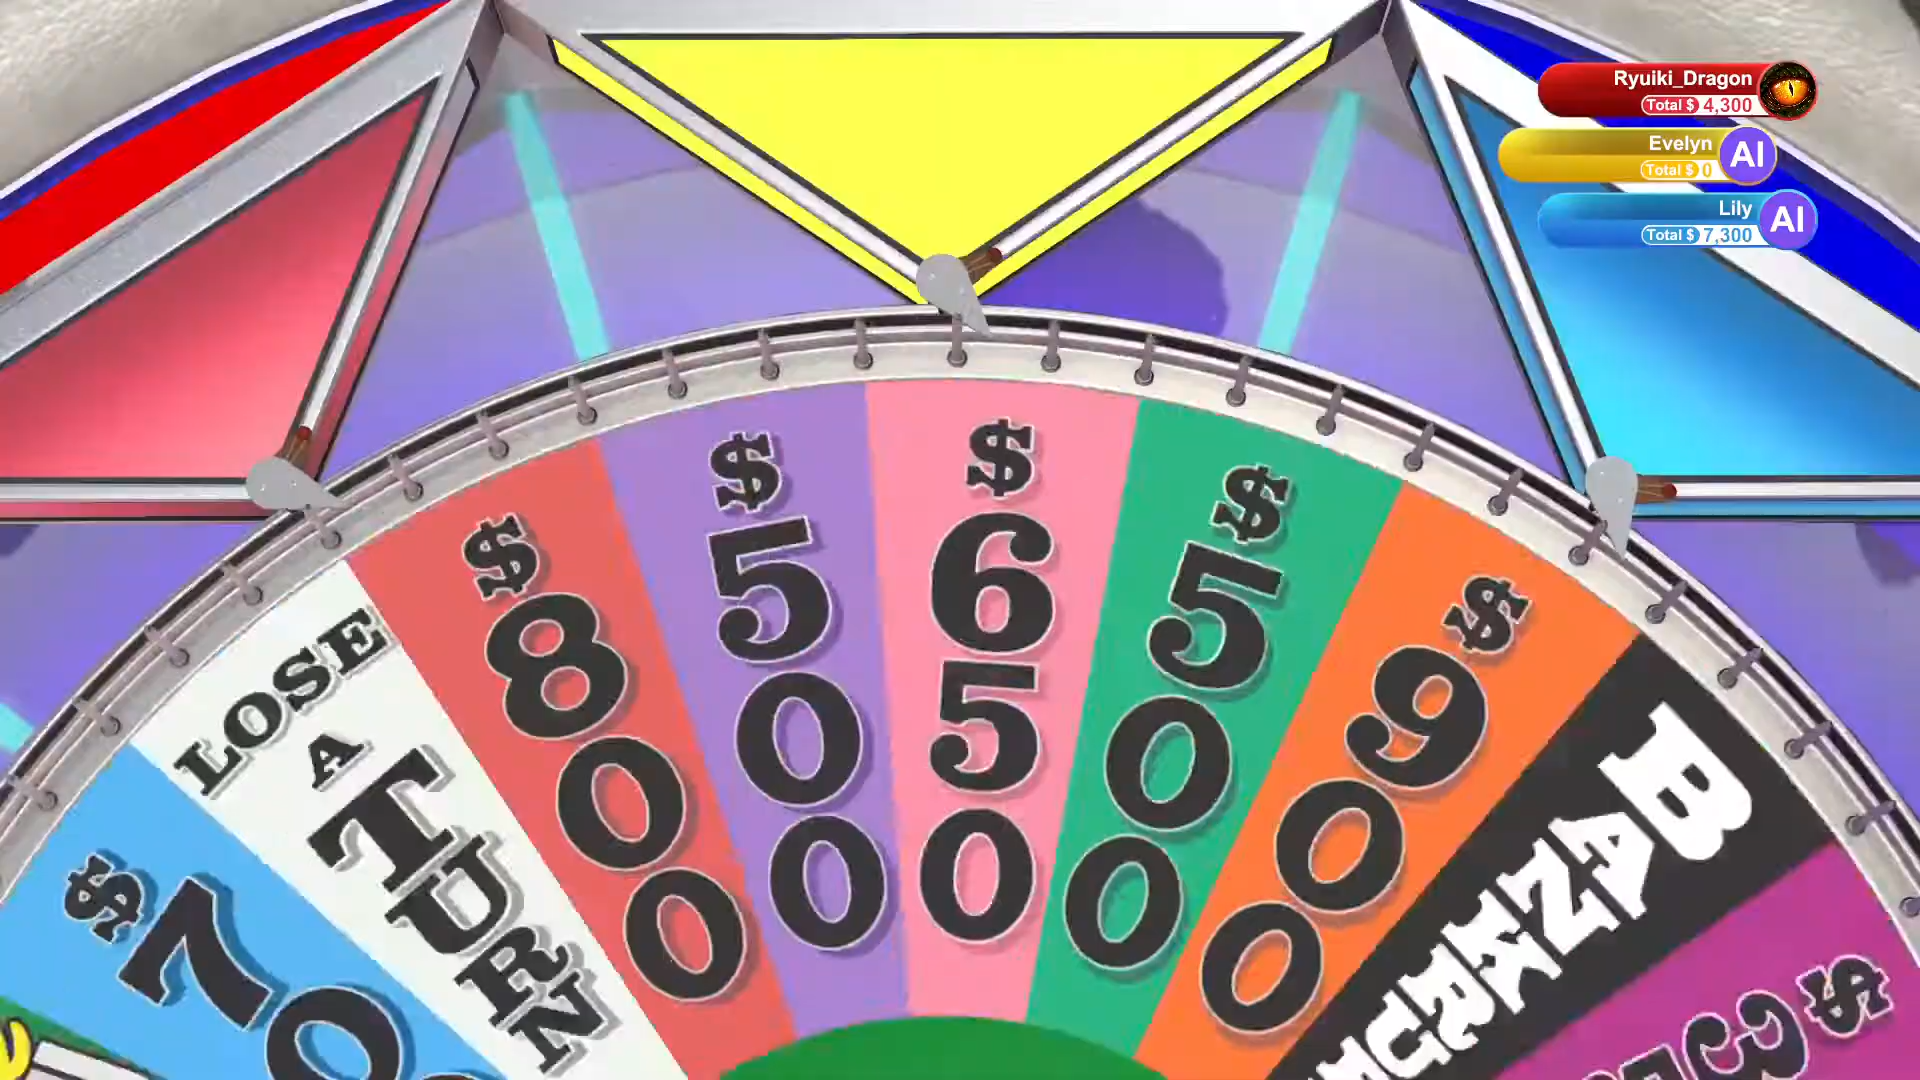 Ryuiki_Dragon
Total $ 4,300
Evelyn
AI
Total $ 0
Lily
AI
Total $ 7,300
$700
LOSE
A
TURN
$800
$500
$650
$500
$900
BANKRUPT